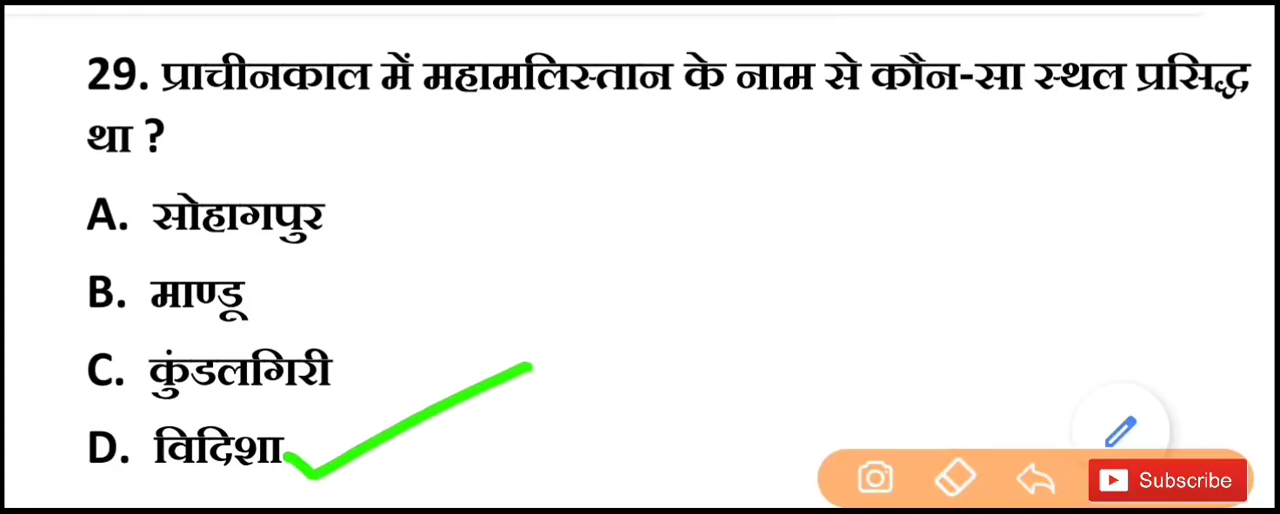 29. प्राचीनकाल में महामलिस्तान के नाम से कौन-सा स्थल प्रसिद्ध
था ?
A. सोहागपुर
B. माण्डू
C. कुंडलगिरी
D. विदिशा
Subscribe